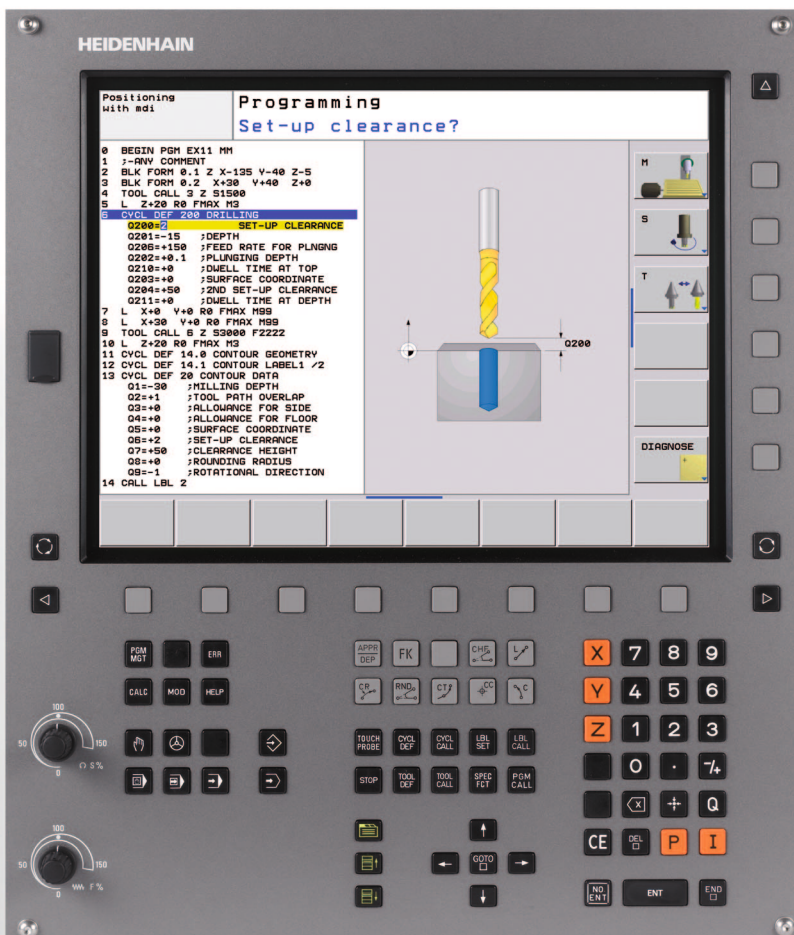 HEIDENHAIN
Positioning
with mdi
Programming
Set-up clearance?
0 BEGIN PGM EX11 MM
1 ;-ANY COMMENT
2 BLK FORM 0.1 Z X-135 Y-40 Z-5
3 BLK FORM 0.2 X+30 Y+40 Z+0
4 TOOL CALL 3 Z S1500
5 L Z+20 R0 FMAX M3
6 CYCL DEF 200 DRILLING
Q200=2 SET-UP CLEARANCE
Q201=-15 ;DEPTH
Q206=+150 ;FEED RATE FOR PLNGNG
Q202=+0.1 ;PLUNGING DEPTH
Q210=+0 ;DWELL TIME AT TOP
Q203=+0 ;SURFACE COORDINATE
Q204=+50 ;2ND SET-UP CLEARANCE
Q211=+0 ;DWELL TIME AT DEPTH
7 L X+0 Y+0 R0 FMAX M99
8 L X+30 Y+0 R0 FMAX M99
9 TOOL CALL 6 Z S3000 F2222
10 L Z+20 R0 FMAX M3
11 CYCL DEF 14.0 CONTOUR GEOMETRY
12 CYCL DEF 14.1 CONTOUR LABEL1 /2
13 CYCL DEF 20 CONTOUR DATA
Q1=-30 ;MILLING DEPTH
Q2=+1 ;TOOL PATH OVERLAP
Q3=+0 ;ALLOWANCE FOR SIDE
Q4=+0 ;ALLOWANCE FOR FLOOR
Q5=+0 ;SURFACE COORDINATE
Q6=+2 ;SET-UP CLEARANCE
Q7=+50 ;CLEARANCE HEIGHT
Q8=+0 ;ROUNDING RADIUS
Q9=-1 ;ROTATIONAL DIRECTION
14 CALL LBL 2
Q200
M
S
T
DIAGNOSE
PGM MGT
ERR
CALC
MOD
HELP
APPR DEP
FK
CHF
L
CR
RND
CT
CC
C
X
7
8
9
Y
4
5
6
Z
1
2
3
0
.
-/+
X
Q
CE
DEL
P
I
NO ENT
ENT
END
TOUCH PROBE
CYCL DEF
CYCL CALL
LBL SET
LBL CALL
STOP
TOOL DEF
TOOL CALL
SPEC FCT
PGM CALL
GOTO
100
50
150
0
S %
100
50
150
0
F %